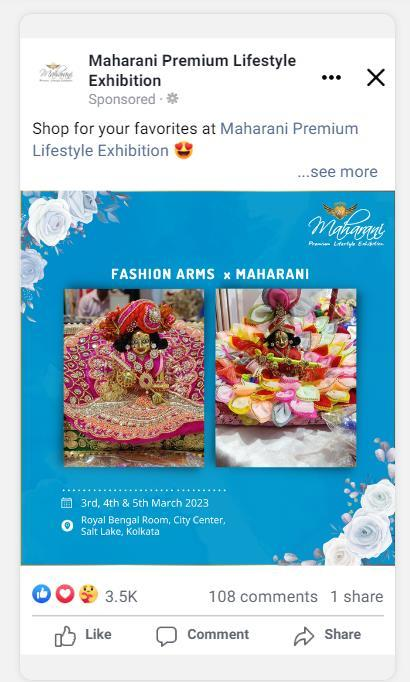 Maharani Premium Lifestyle
Exhibition
Sponsored ·
Shop for your favorites at Maharani Premium
Lifestyle Exhibition 😍
...see more
Maharani
Premium Lifestyle Exhibition
FASHION ARMS x MAHARANI
3rd, 4th & 5th March 2023
Royal Bengal Room, City Center,
Salt Lake, Kolkata
3.5K 108 comments 1 share
Like Comment Share